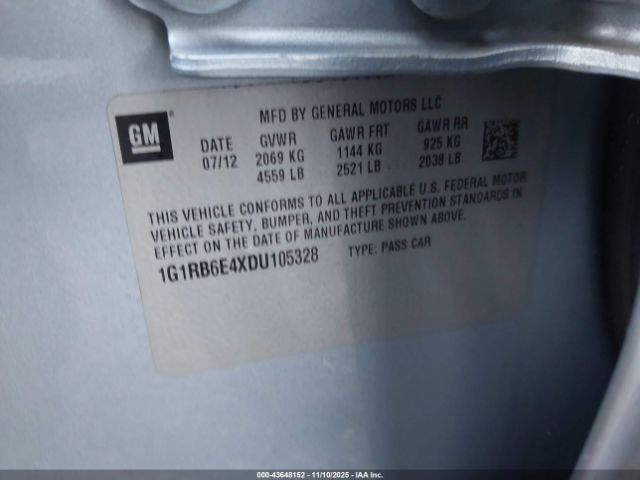 GM
MFD BY GENERAL MOTORS LLC
DATE GVWR GAWR FRT GAWR RR
07/12 2069 KG 1144 KG 925 KG
4559 LB 2521 LB 2038 LB
THIS VEHICLE CONFORMS TO ALL APPLICABLE U.S. FEDERAL MOTOR
VEHICLE SAFETY, BUMPER, AND THEFT PREVENTION STANDARDS IN
EFFECT ON THE DATE OF MANUFACTURE SHOWN ABOVE.
1G1RB6E4XDU105328 TYPE: PASS CAR
000-43648152 - 11/10/2025 - IAA Inc.